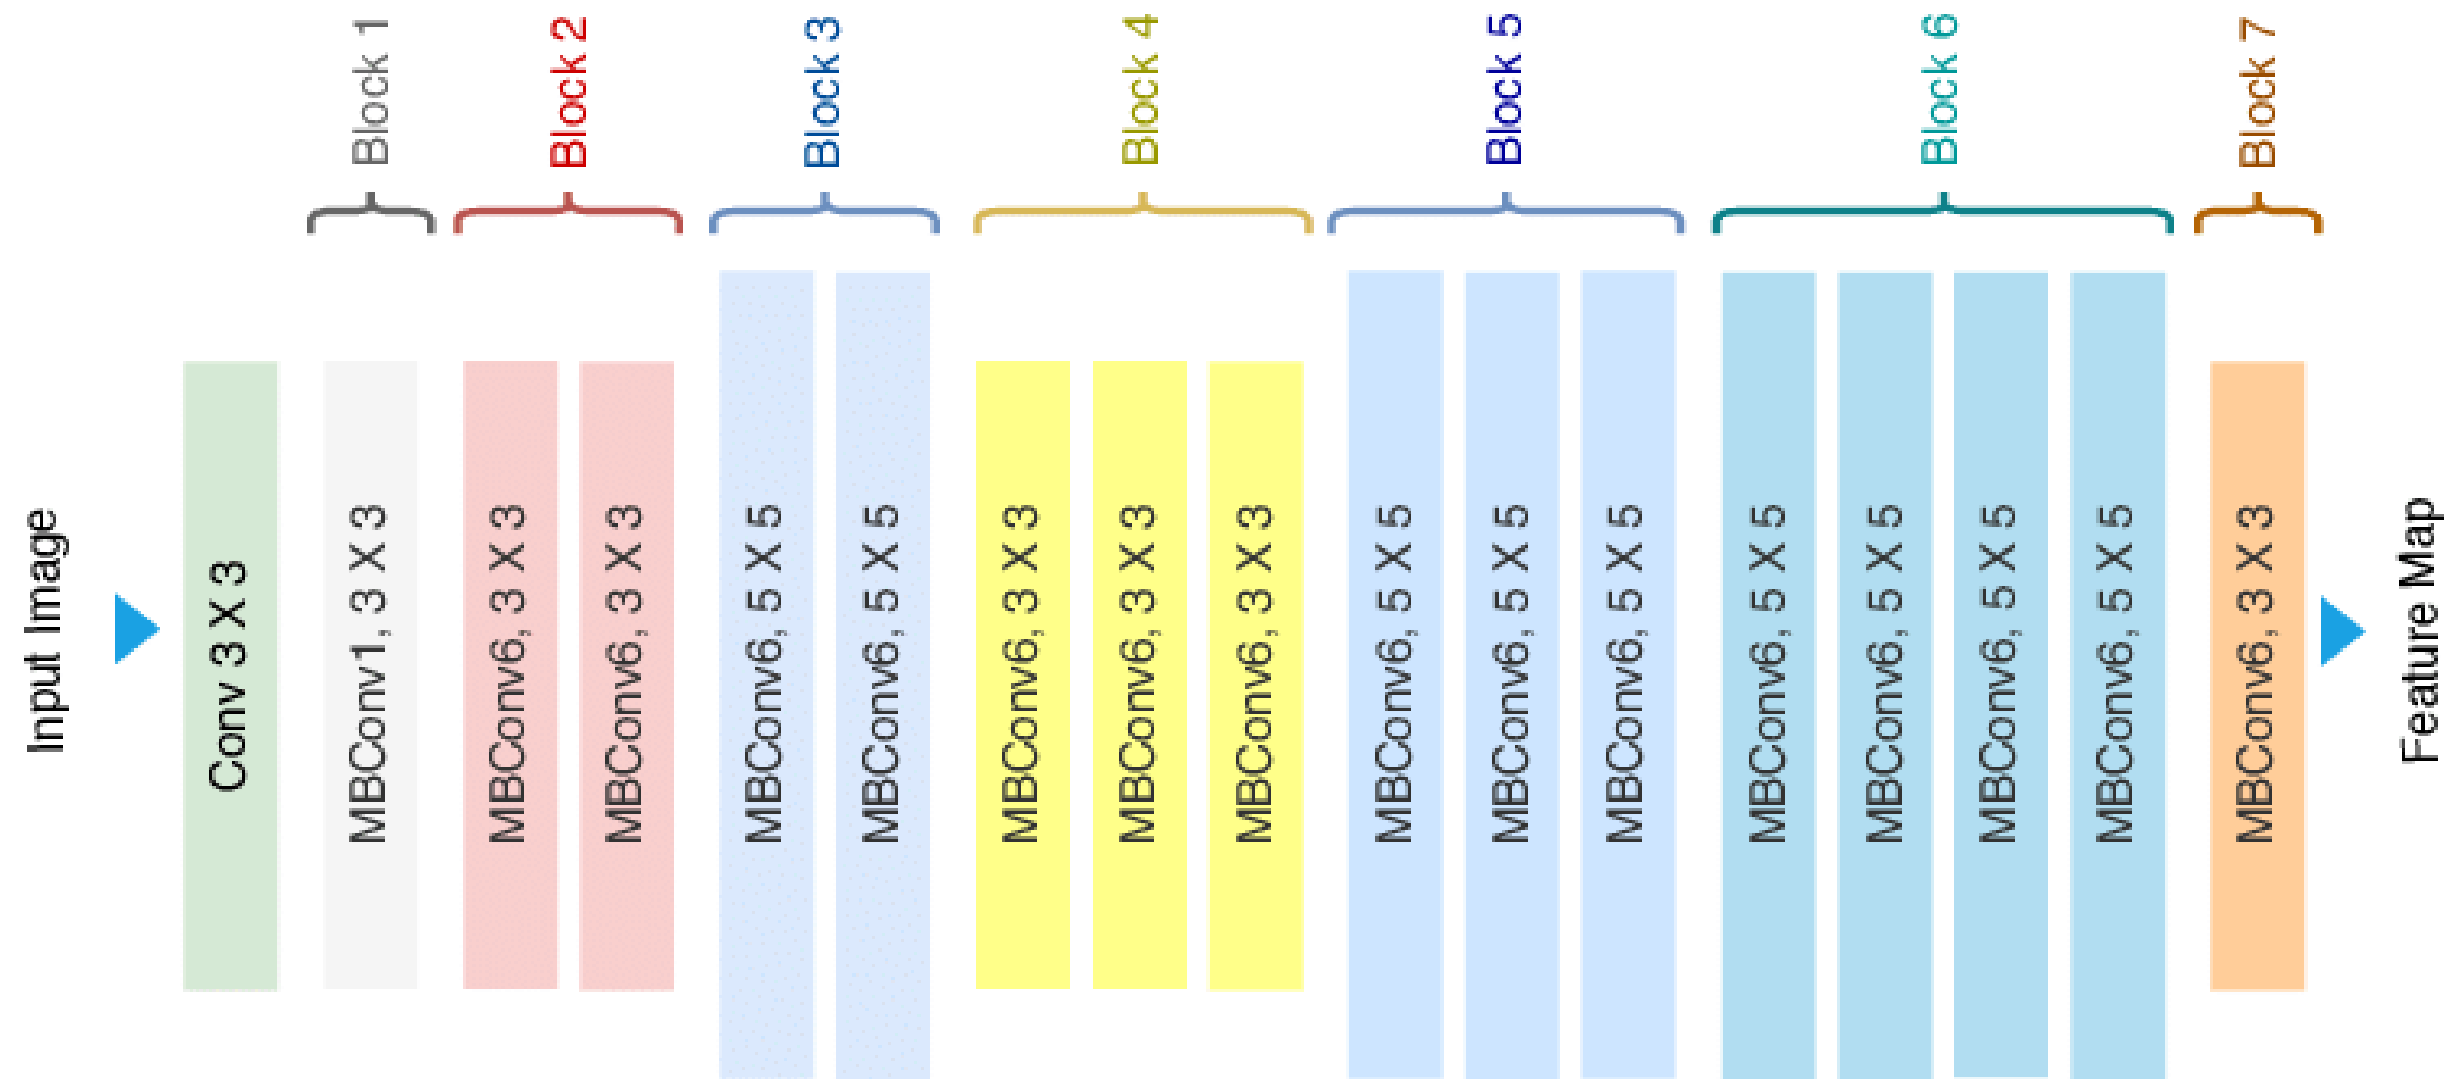 Input Image
Conv 3 X 3
Block 1
MBConv1, 3 X 3
Block 2
MBConv6, 3 X 3
MBConv6, 3 X 3
Block 3
MBConv6, 5 X 5
MBConv6, 5 X 5
Block 4
MBConv6, 3 X 3
MBConv6, 3 X 3
MBConv6, 3 X 3
Block 5
MBConv6, 5 X 5
MBConv6, 5 X 5
MBConv6, 5 X 5
Block 6
MBConv6, 5 X 5
MBConv6, 5 X 5
MBConv6, 5 X 5
MBConv6, 5 X 5
Block 7
MBConv6, 3 X 3
Feature Map